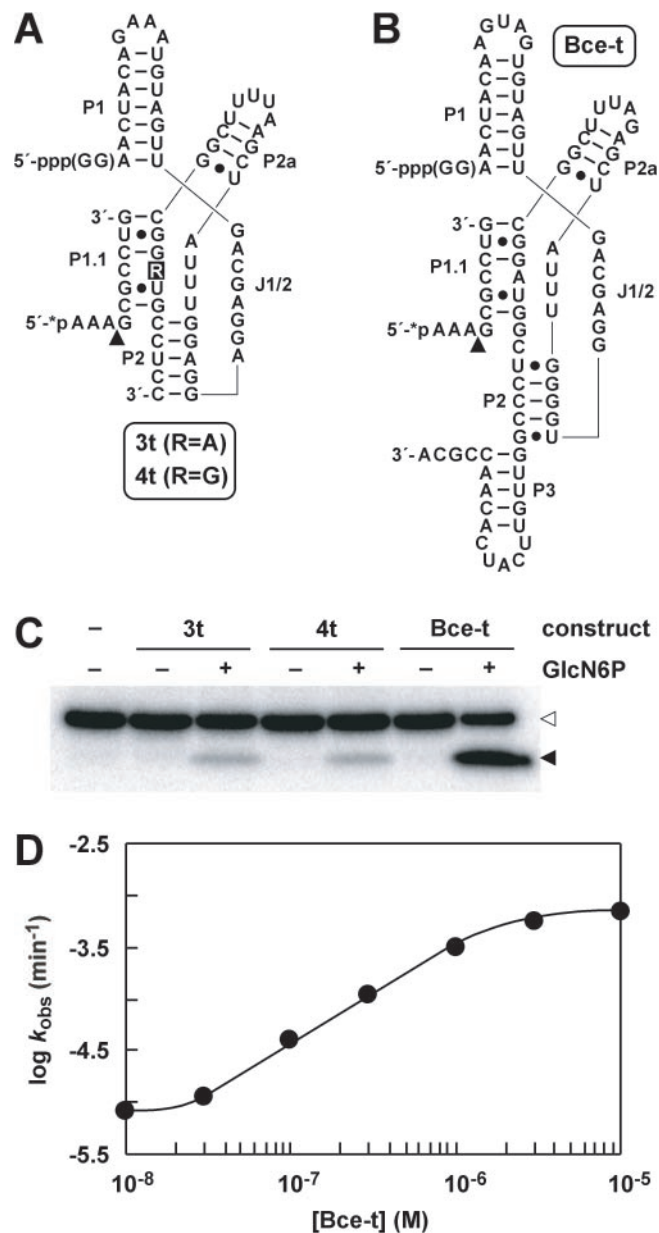 A
G A A A
A A C U A C A
U G U A G U U
P1
5´-ppp(GG)
G G C U U U U A A G C U
P2a
3´-G U C C G C G
P1.1
5´-*p A A A
C G G R U G C C U C C
P2
3´-
A U U U G G A G G
G A C G A G G A
J1/2
3t (R=A)
4t (R=G)
B
Bce-t
A A G U A G
A A C U A C
G U G U A G U U
P1
5´-ppp(GG)
G G C U U U A G A G C U
P2a
3´-G U C C G C G
P1.1
5´-*p A A A
C G G A U G G C U C C C G
P2
A U U U G G G G U
G A C G A G G
J1/2
3´-A C G C C A A C A C U A C U U G U U G
P3
C
– 3t 4t Bce-t construct
– – + – + – + GlcN6P
D
log kobs (min-1)
-2.5
-3.5
-4.5
-5.5
10-8 10-7 10-6 10-5
[Bce-t] (M)